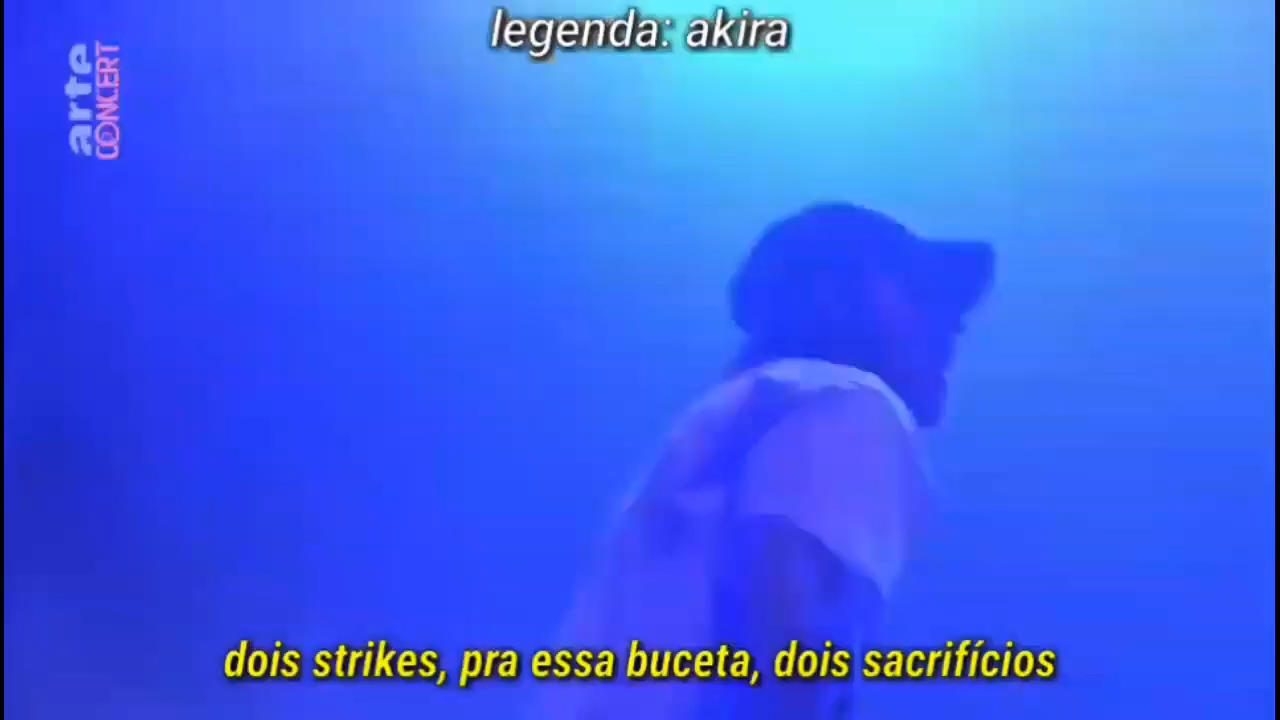 legenda: akira
arte
CONCERT
dois strikes, pra essa buceta, dois sacrifícios